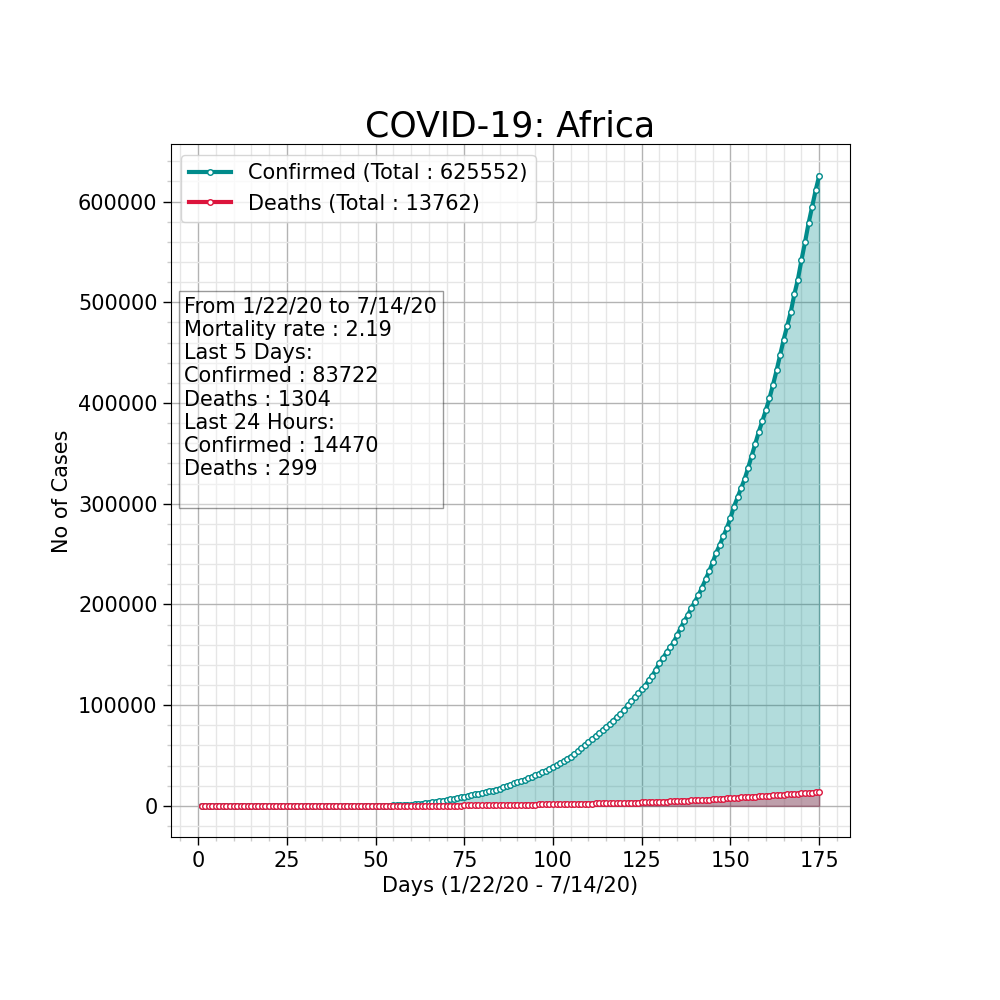 COVID-19: Africa
Confirmed (Total : 625552)
Deaths (Total : 13762)
From 1/22/20 to 7/14/20
Mortality rate : 2.19
Last 5 Days:
Confirmed : 83722
Deaths : 1304
Last 24 Hours:
Confirmed : 14470
Deaths : 299
No of Cases
600000
500000
400000
300000
200000
100000
0
0 25 50 75 100 125 150 175
Days (1/22/20 - 7/14/20)